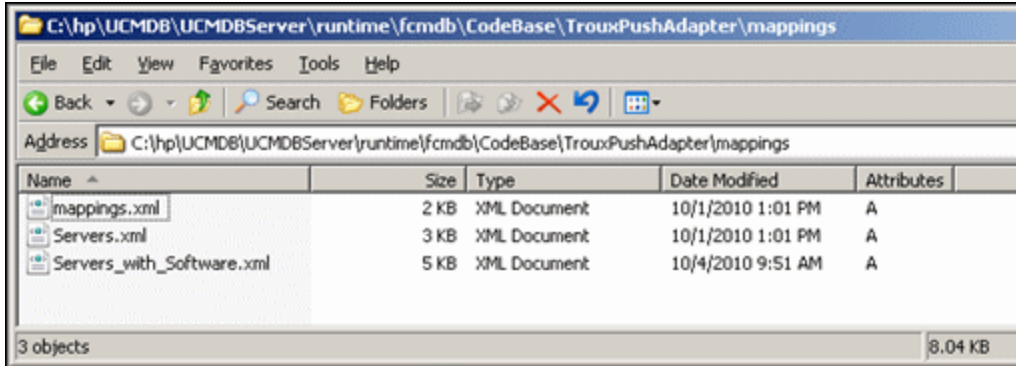 C:\hp\UCMDB\UCMDBServer\runtime\fcmdb\CodeBase\TrouxPushAdapter\mappings
File Edit View Favorites Tools Help
Back Search Folders
Address C:\hp\UCMDB\UCMDBServer\runtime\fcmdb\CodeBase\TrouxPushAdapter\mappings
Name Size Type Date Modified Attributes
mappings.xml 2 KB XML Document 10/1/2010 1:01 PM A
Servers.xml 3 KB XML Document 10/1/2010 1:01 PM A
Servers_with_Software.xml 5 KB XML Document 10/4/2010 9:51 AM A
3 objects 8.04 KB